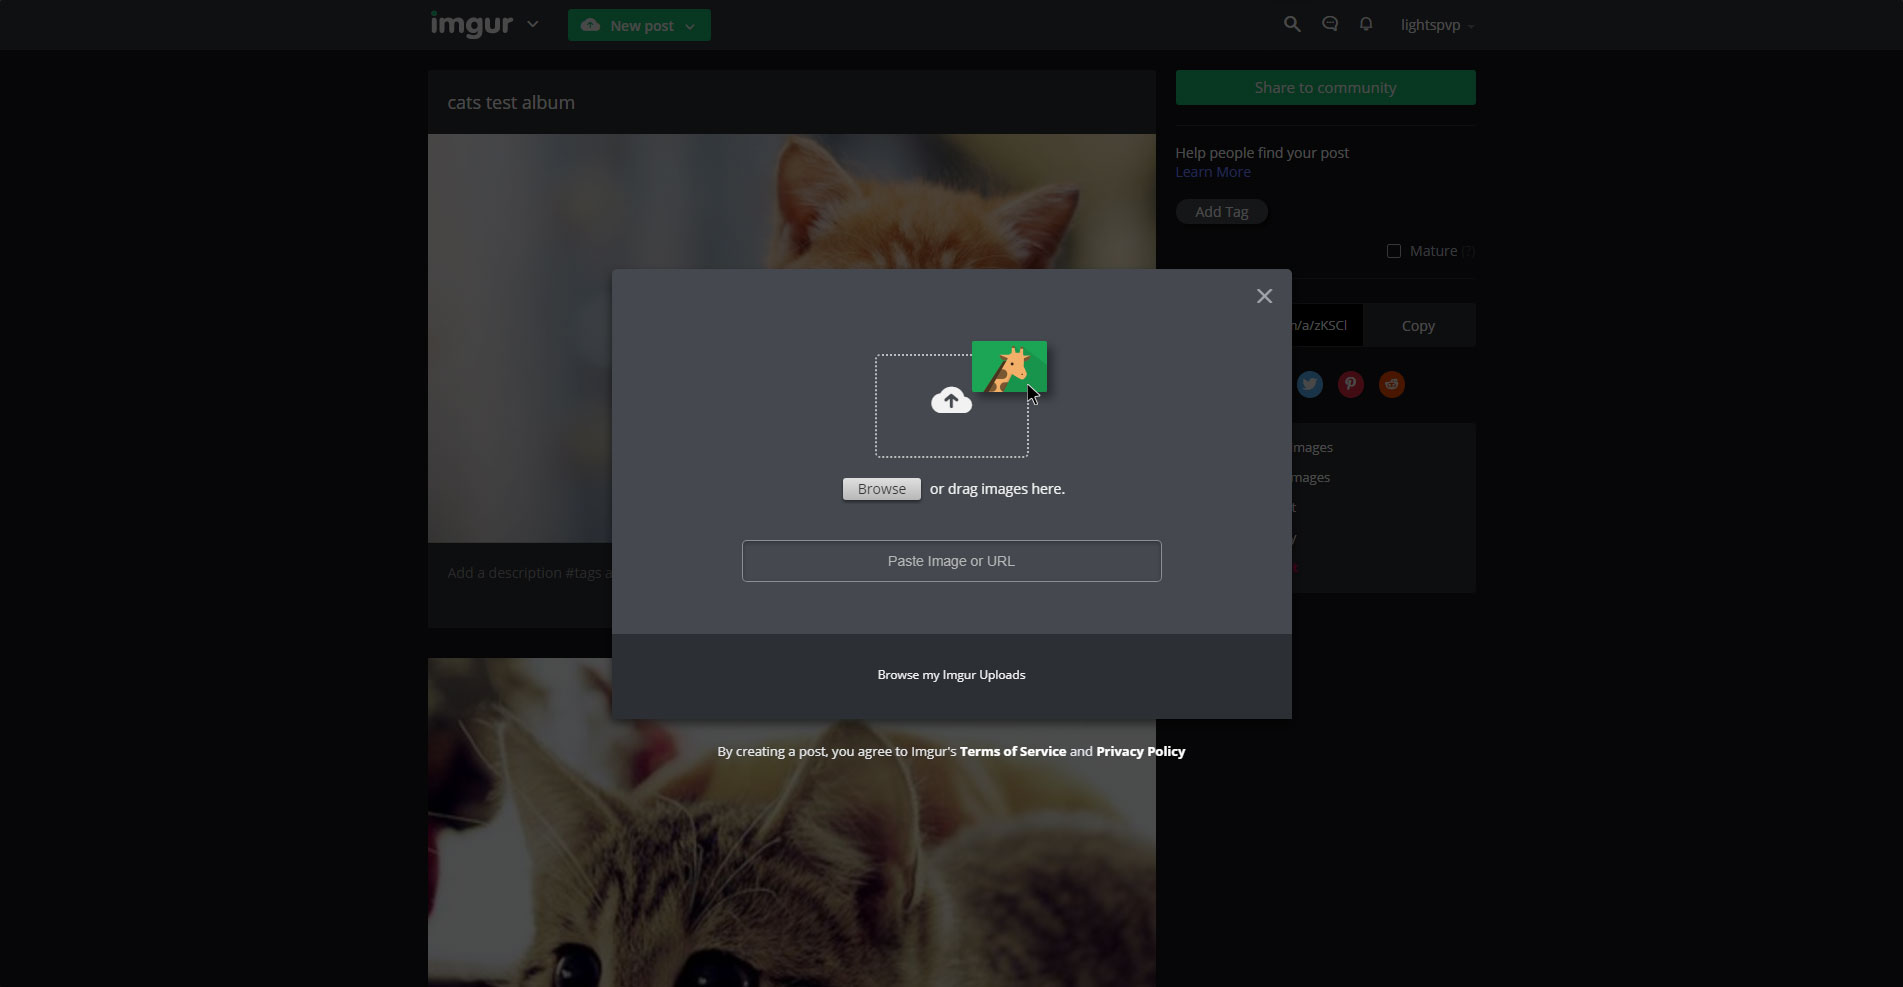 imgur
New post
lightspvp
cats test album
Share to community
Help people find your post
Learn More
Add Tag
Mature (?)
n/a/zKSCl
Copy
mages
mages
t
y
t
Browse or drag images here.
Paste Image or URL
Add a description #tags a
Browse my Imgur Uploads
By creating a post, you agree to Imgur's Terms of Service and Privacy Policy